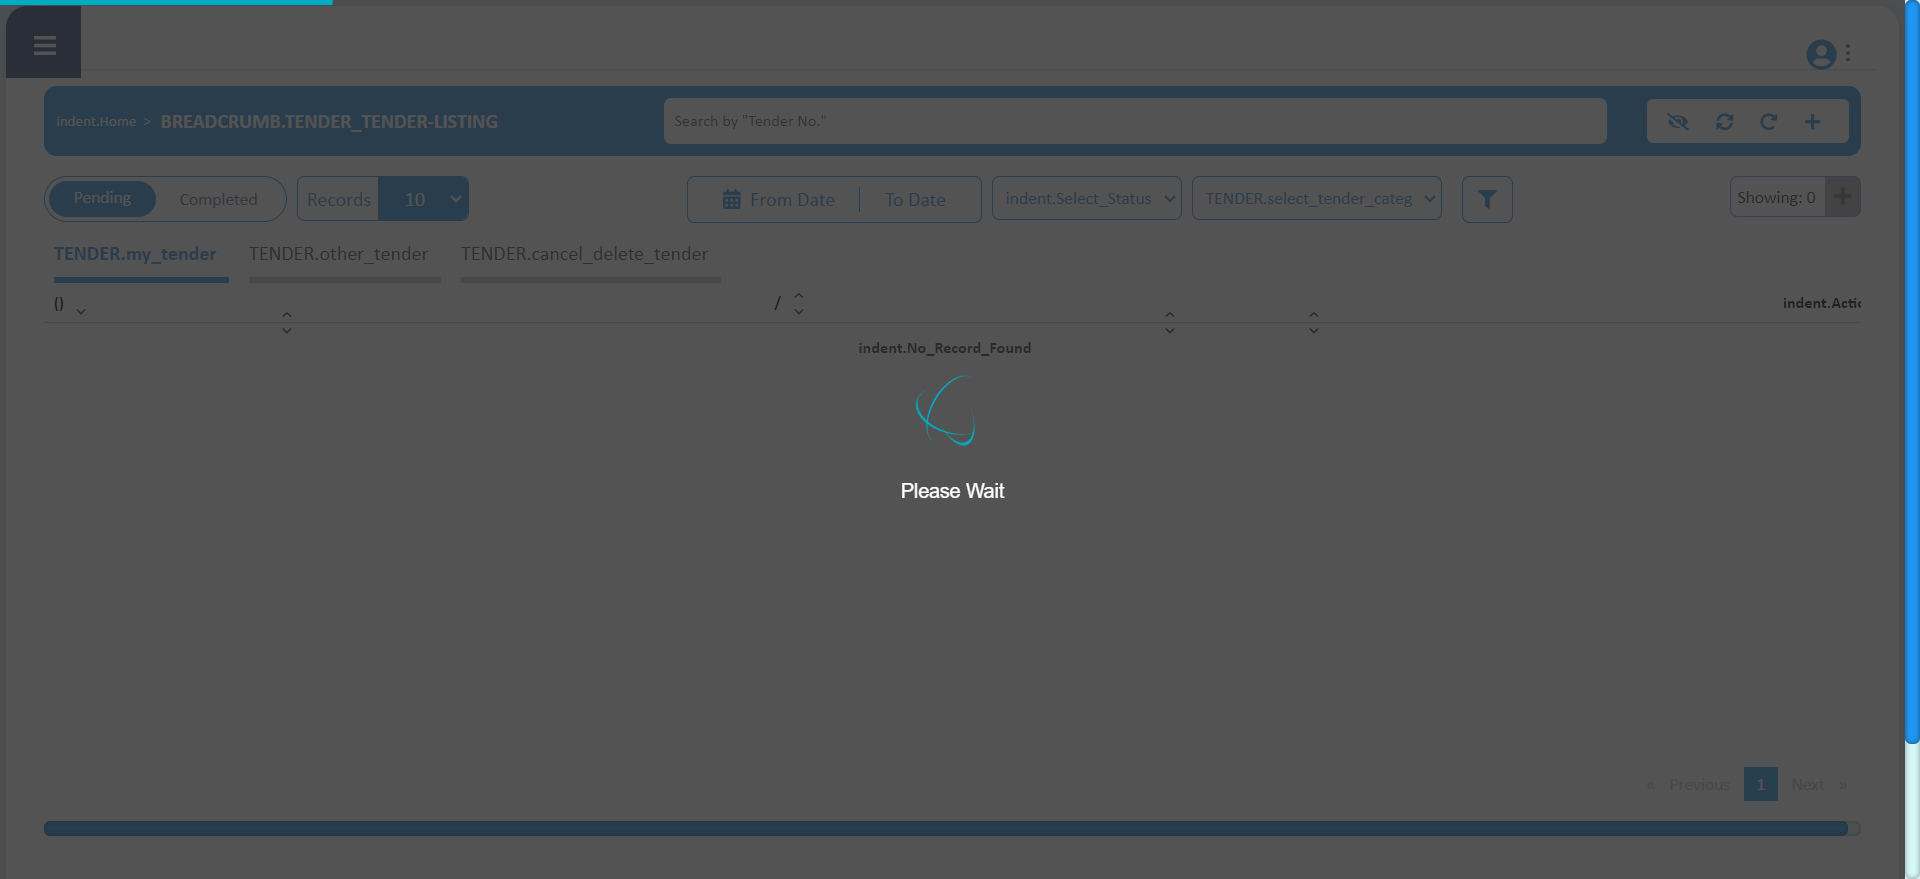 indent.Home > BREADCRUMB.TENDER_TENDER-LISTING
Search by "Tender No."
Pending
Completed
Records
10
From Date
To Date
indent.Select_Status
TENDER.select_tender_categ
Showing: 0
TENDER.my_tender
TENDER.other_tender
TENDER.cancel_delete_tender
()
/
indent.Actic
indent.No_Record_Found
Please Wait
« Previous 1 Next »